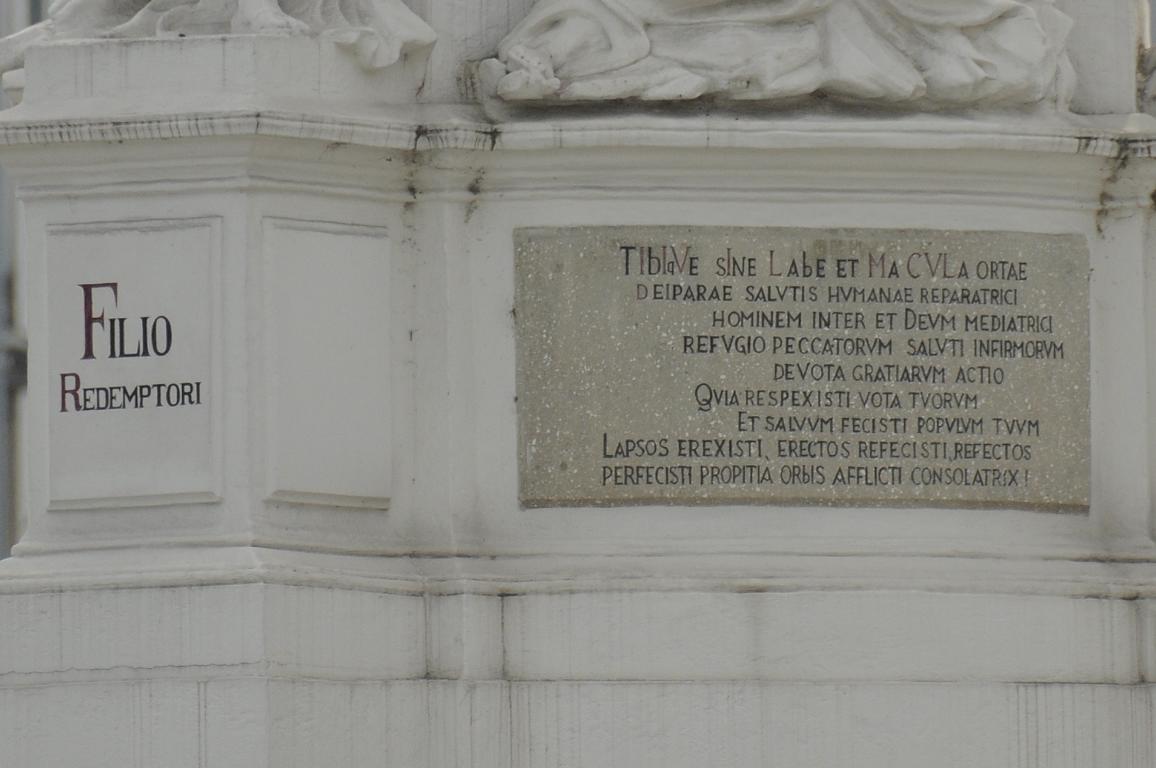 FILIO
REDEMPTORI
TIbIqVE sINe LAbE ET MaCVLa ORTAE
DEIPARAE SALVTIS HVMANAE REPARATRICI
HOMINEM INTER ET DEVM MEDIATRICI
REFVGIO PECCATORVM SALVTI INFIRMORVM
DEVOTA GRATIARVM ACTIO
QVIA RESPEXISTI VOTA TVORVM
ET SALVVM FECISTI POPVLVM TVVM
LAPSOS EREXISTI, ERECTOS REFECISTI, REFECTOS
PERFECISTI PROPITIA ORbIS AFFLICTI CONSOLATRIX!